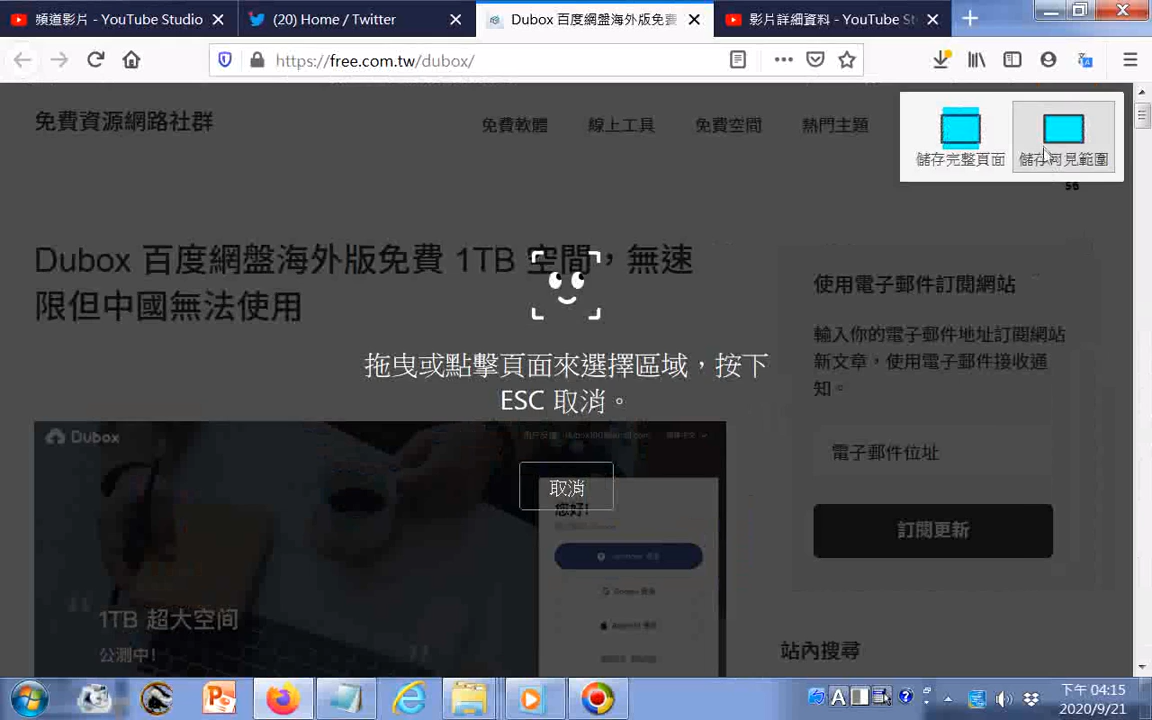 頻道影片 - YouTube Studio
(20) Home / Twitter
Dubox 百度網盤海外版免費
影片詳細資料 - YouTube St
https://free.com.tw/dubox/
免費資源網路社群
免費軟體
線上工具
免費空間
熱門主題
儲存完整頁面
儲存可見範圍
56
Dubox 百度網盤海外版免費 1TB 空間，無速
限但中國無法使用
拖曳或點擊頁面來選擇區域，按下
ESC 取消。
取消
使用電子郵件訂閱網站
輸入你的電子郵件地址訂閱網站
新文章，使用電子郵件接收通
知。
電子郵件位址
訂閱更新
站內搜尋
Dubox
您好!
1TB 超大空间
公測中!
A
下午 04:15
2020/9/21